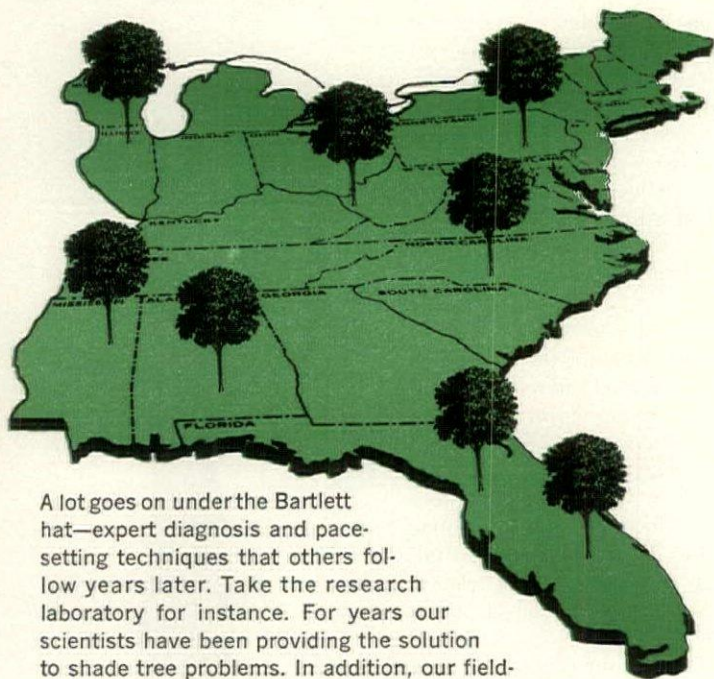 KENTUCKY
NORTH CAROLINA
GEORGIA
SOUTH CAROLINA
FLORIDA
A lot goes on under the Bartlett
hat—expert diagnosis and pace-
setting techniques that others fol-
low years later. Take the research
laboratory for instance. For years our
scientists have been providing the solution
to shade tree problems. In addition, our field-